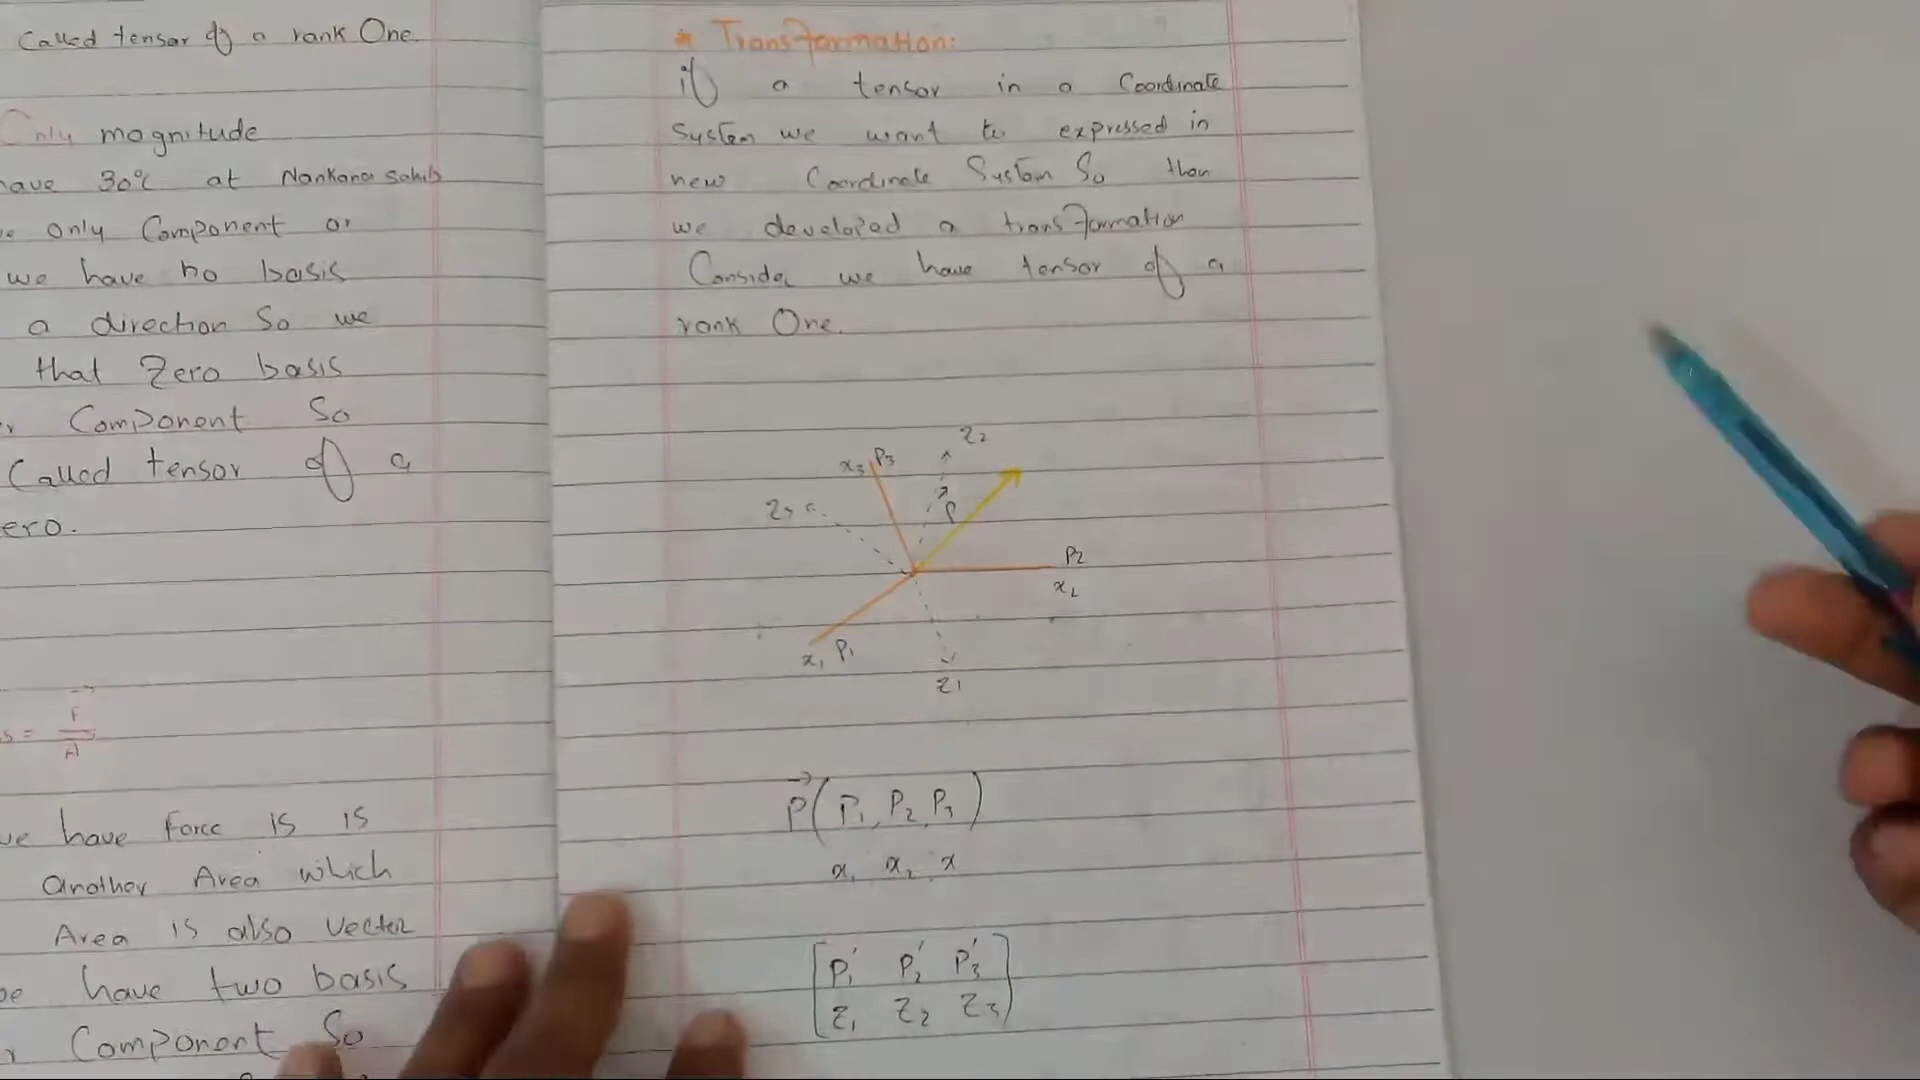 Called tensor of a rank One.
Only magnitude
have 30°C at Nankana sahib
only Component or
we have no basis
a direction So we
that Zero basis
Component So
Called tensor of a
ero.
s = F
A
we have Force is is
another Area which
Area is also Vector
have two basis
Component So
Transformation:
if a tensor in a Coordinate
System we want to expressed in
new Coordinate System So than
we developed a transformation
Consider we have tensor of a
rank One.
z2
x3 P3
z3
P
P2
x2
x1 P1
z1
P(P1, P2, P3)
x1 x2 x
P1' P2' P3'
z1 z2 z3